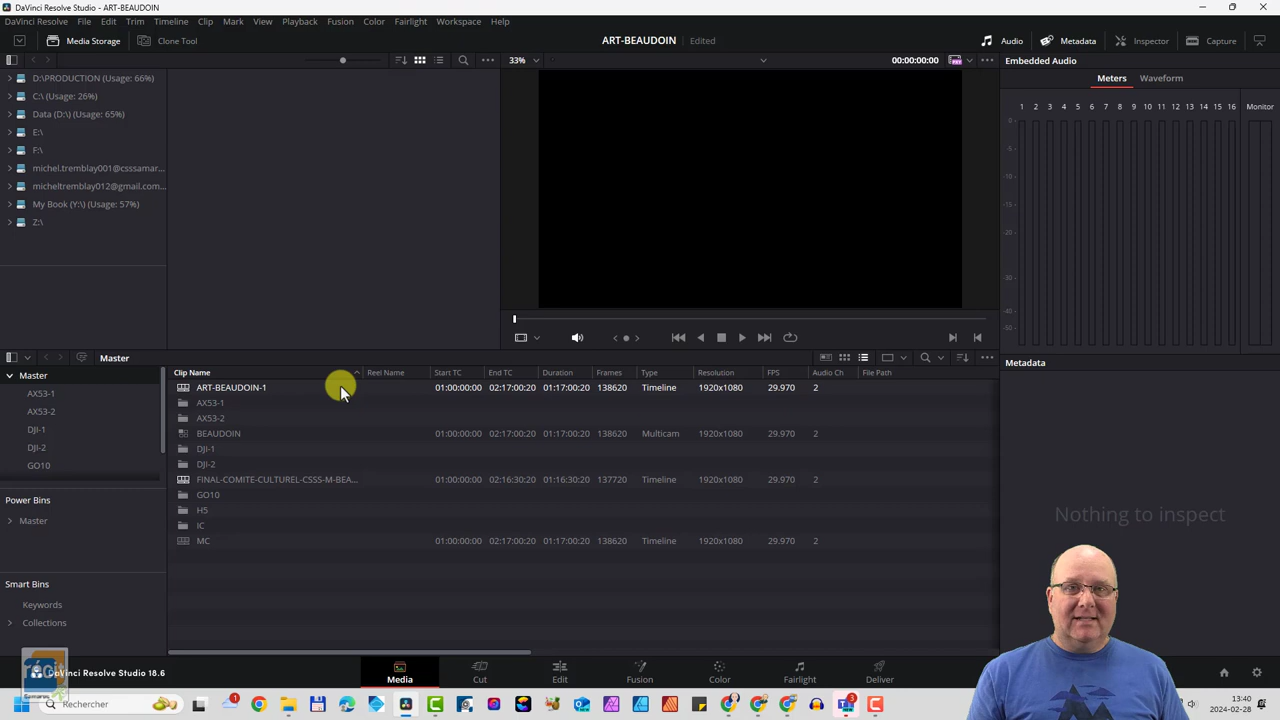 DaVinci Resolve Studio - ART-BEAUDOIN
DaVinci Resolve File Edit Trim Timeline Clip Mark View Playback Fusion Color Fairlight Workspace Help
Media Storage Clone Tool ART-BEAUDOIN Edited Audio Metadata Inspector Capture
33% 00:00:00:00 Embedded Audio
Meters Waveform
D:\PRODUCTION (Usage: 66%)
C:\ (Usage: 26%)
Data (D:\) (Usage: 65%)
E:\
F:\
michel.tremblay001@csssamar...
micheltremblay012@gmail.com...
My Book (Y:\) (Usage: 57%)
Z:\
1 2 3 4 5 6 7 8 9 10 11 12 13 14 15 16 Monitor
0
-5
-10
-15
-20
-30
-40
-50
Master
Metadata
Clip Name Reel Name Start TC End TC Duration Frames Type Resolution FPS Audio Ch File Path
ART-BEAUDOIN-1 01:00:00:00 02:17:00:20 01:17:00:20 138620 Timeline 1920x1080 29.970 2
AX53-1
AX53-2
BEAUDOIN 01:00:00:00 02:17:00:20 01:17:00:20 138620 Multicam 1920x1080 29.970 2
DJI-1
DJI-2
FINAL-COMITE-CULTUREL-CSSS-M-BEA... 01:00:00:00 02:16:30:20 01:16:30:20 137720 Timeline 1920x1080 29.970 2
GO10
H5
IC
MC 01:00:00:00 02:17:00:20 01:17:00:20 138620 Timeline 1920x1080 29.970 2
Master
AX53-1
AX53-2
DJI-1
DJI-2
GO10
Power Bins
Master
Smart Bins
Keywords
Collections
Nothing to inspect
DaVinci Resolve Studio 18.6
Media Cut Edit Fusion Color Fairlight Deliver
Rechercher
1
3
13:40
2024-02-28